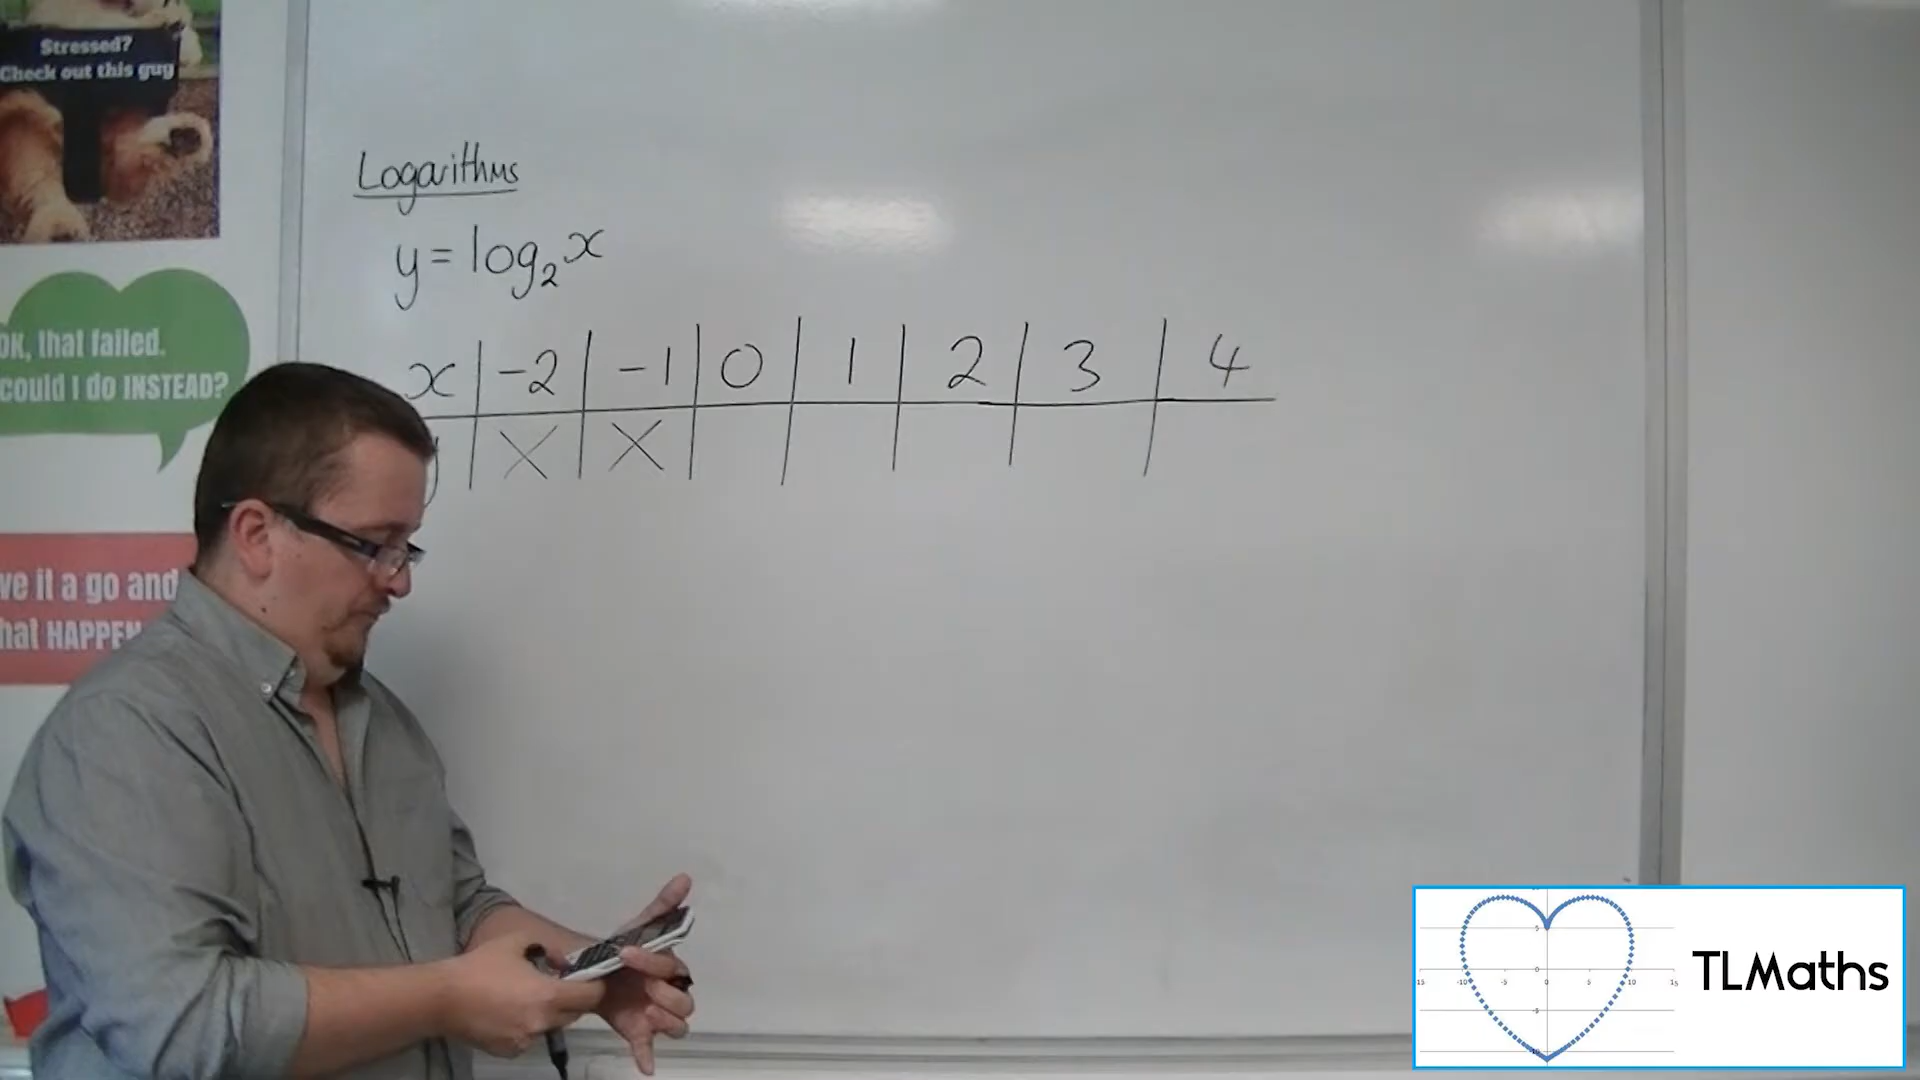 Stressed?
Check out this guy
OK, that failed.
could I do INSTEAD?
ve it a go and
hat HAPPEN
Logarithms
y = log₂x
x | -2 | -1 | 0 | 1 | 2 | 3 | 4
y | X | X
TLMaths